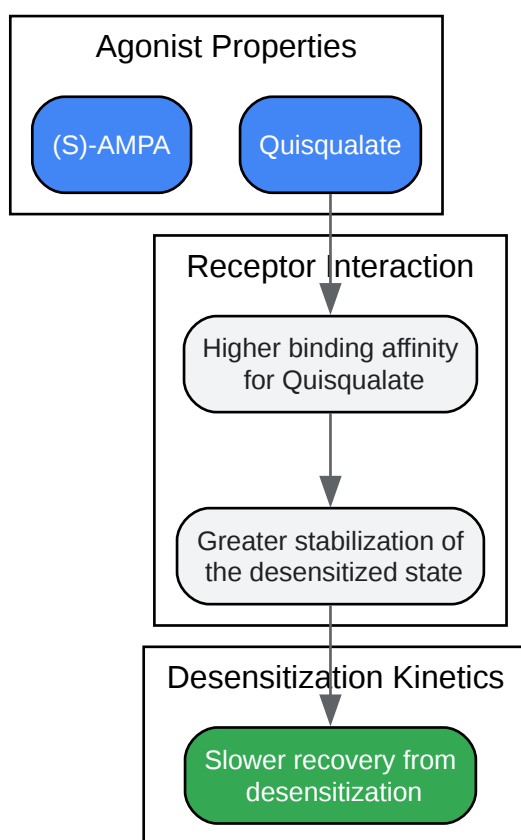 Agonist Properties
(S)-AMPA
Quisqualate
Receptor Interaction
Higher binding affinity
for Quisqualate
Greater stabilization of
the desensitized state
Desensitization Kinetics
Slower recovery from
desensitization